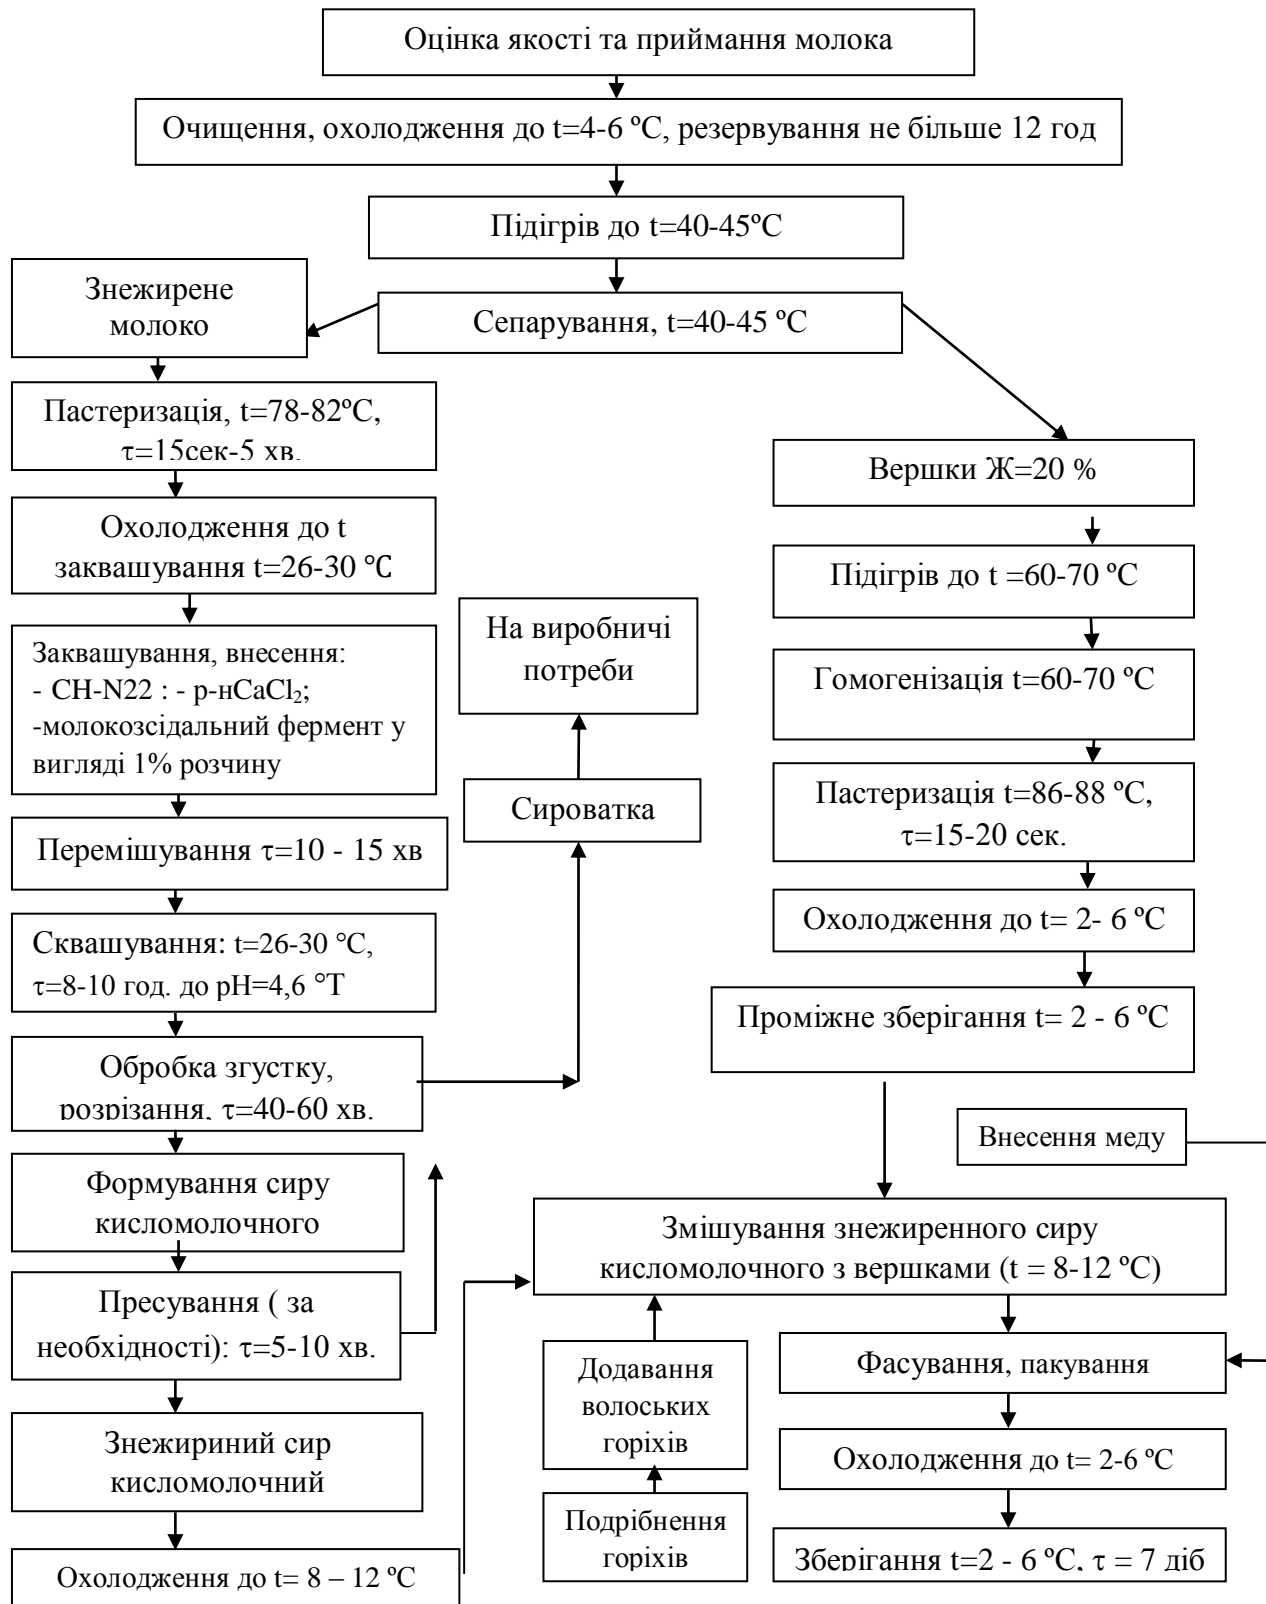 Оцінка якості та приймання молока
Очищення, охолодження до t=4-6 ºС, резервування не більше 12 год
Підігрів до t=40-45ºС
Знежирене
молоко
Сепарування, t=40-45 ºС
Пастеризація, t=78-82ºС,
τ=15сек-5 хв.
Охолодження до t
заквашування t=26-30 °С
Заквашування, внесення:
- CH-N22 : - р-нCaCl₂;
-молокозсідальний фермент у
вигляді 1% розчину
Перемішування τ=10 - 15 хв
Сквашування: t=26-30 °С,
τ=8-10 год. до рН=4,6 °Т
Обробка згустку,
розрізання, τ=40-60 хв.
Формування сиру
кисломолочного
Пресування ( за
необхідності): τ=5-10 хв.
Знежириний сир
кисломолочний
Охолодження до t= 8 – 12 ºС
На виробничі
потреби
Сироватка
Вершки Ж=20 %
Підігрів до t =60-70 ºС
Гомогенізація t=60-70 ºС
Пастеризація t=86-88 ºС,
τ=15-20 сек.
Охолодження до t= 2- 6 ºС
Проміжне зберігання t= 2 - 6 ºС
Внесення меду
Змішування знежиренного сиру
кисломолочного з вершками (t = 8-12 ºС)
Додавання
волоських
горіхів
Подрібнення
горіхів
Фасування, пакування
Охолодження до t= 2-6 ºС
Зберігання t=2 - 6 ºС, τ = 7 діб